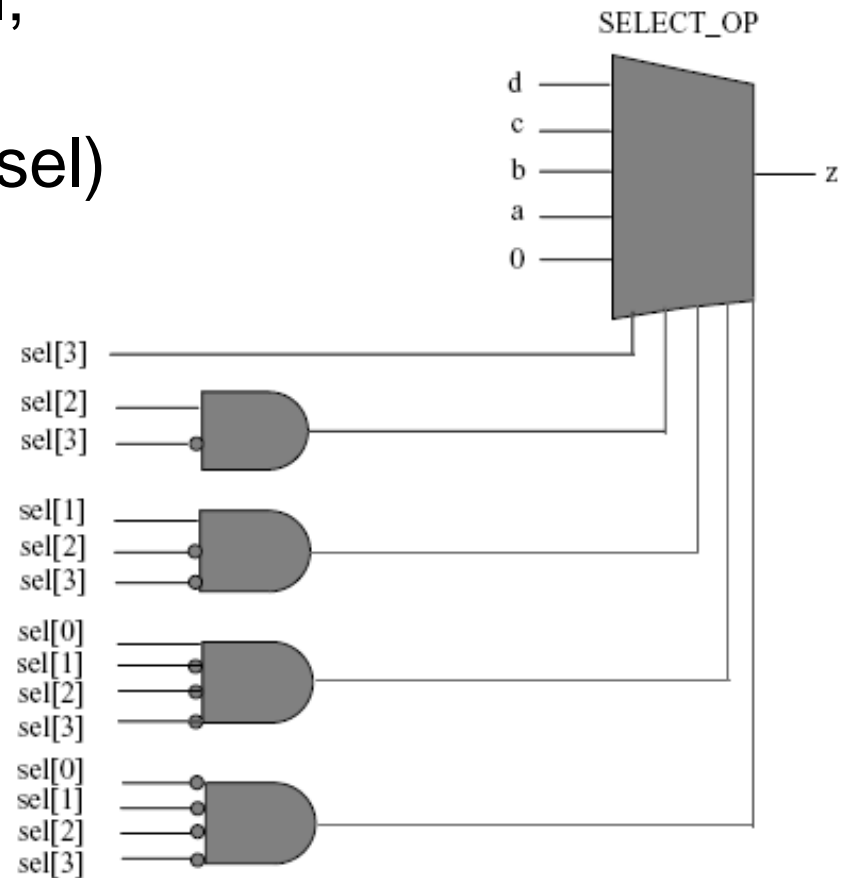 ,
SELECT_OP
d
c
sel)
b
z
a
0
sel[3]
sel[2]
sel[3]
sel[1]
sel[2]
sel[3]
sel[0]
sel[1]
sel[2]
sel[3]
sel[0]
sel[1]
sel[2]
sel[3]